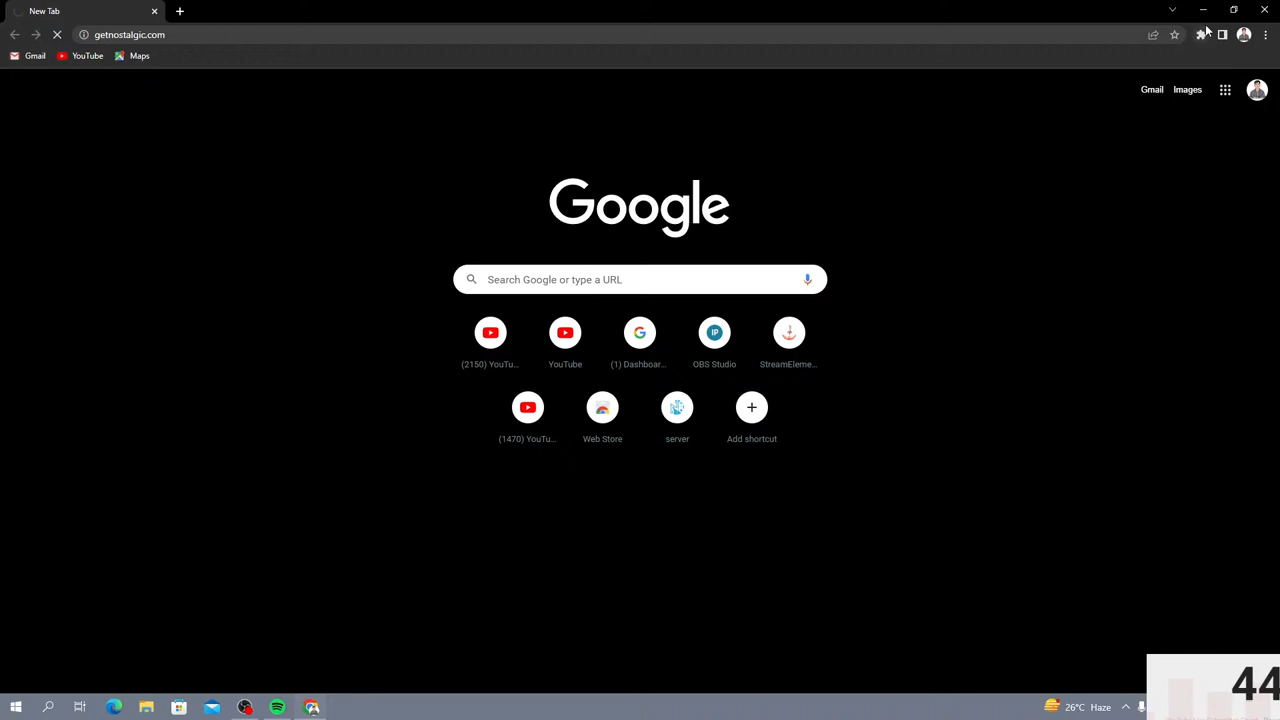 New Tab
getnostalgic.com
Gmail YouTube Maps
Gmail Images
Google
Search Google or type a URL
(2150) YouTu... YouTube (1) Dashboar... OBS Studio StreamEleme...
IP
(1470) YouTu... Web Store server Add shortcut
44
26°C Haze